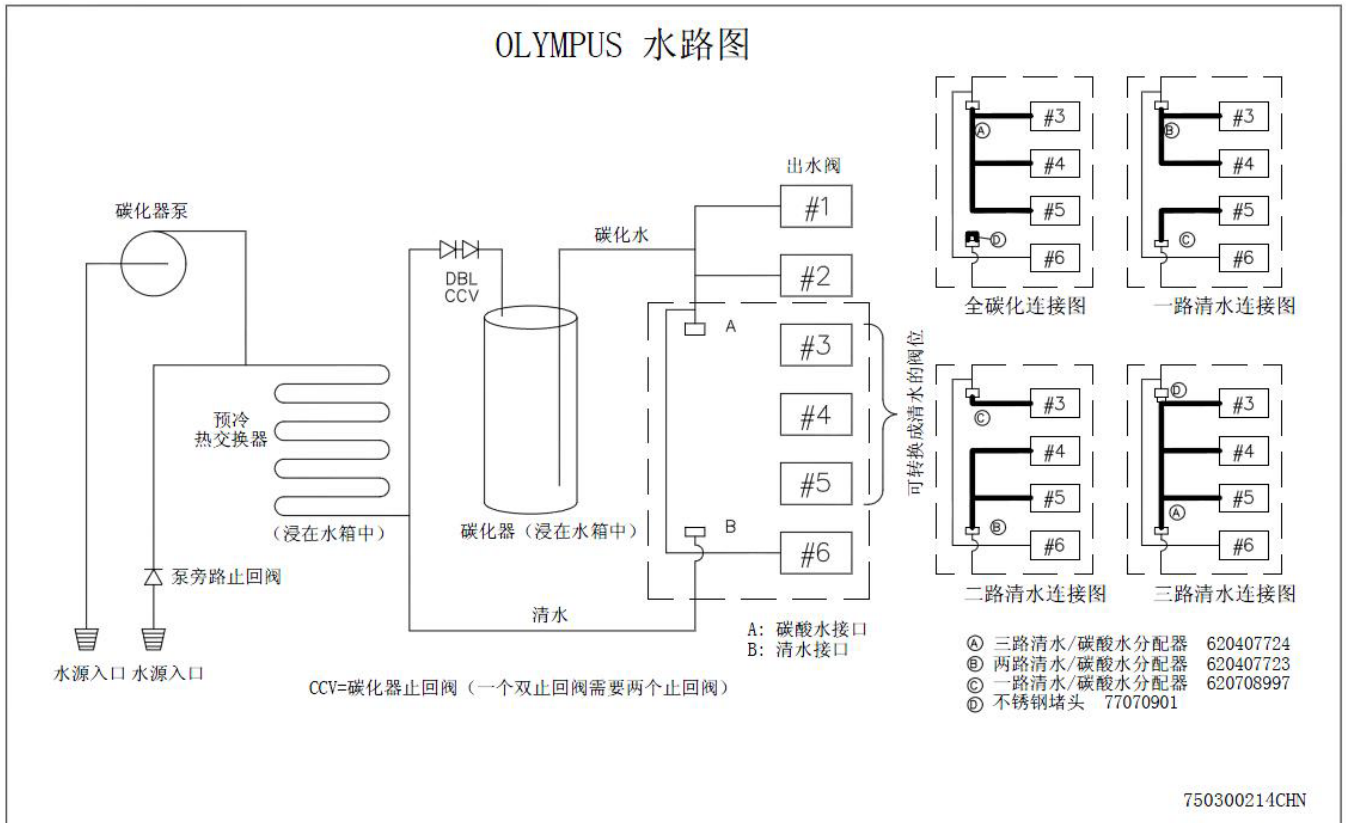 OLYMPUS 水路图
碳化器泵
预冷
热交换器
(浸在水箱中)
泵旁路止回阀
水源入口
水源入口
DBL
CCV
碳化水
碳化器(浸在水箱中)
清水
CCV=碳化器止回阀(一个双止回阀需要两个止回阀)
出水阀
#1
#2
A
#3
#4
#5
B
#6
可转换成清水的阀位
A: 碳酸水接口
B: 清水接口
#3
A
#4
#5
D
#6
全碳化连接图
#3
B
#4
#5
C
#6
一路清水连接图
#3
C
#4
#5
B
#6
二路清水连接图
D
#3
#4
#5
A
#6
三路清水连接图
Ⓐ 三路清水/碳酸水分配器 620407724
Ⓑ 两路清水/碳酸水分配器 620407723
Ⓒ 一路清水/碳酸水分配器 620708997
Ⓓ 不锈钢堵头 77070901
750300214CHN